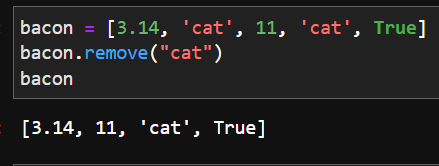 bacon = [3.14, 'cat', 11, 'cat', True]
bacon.remove("cat")
bacon
[3.14, 11, 'cat', True]